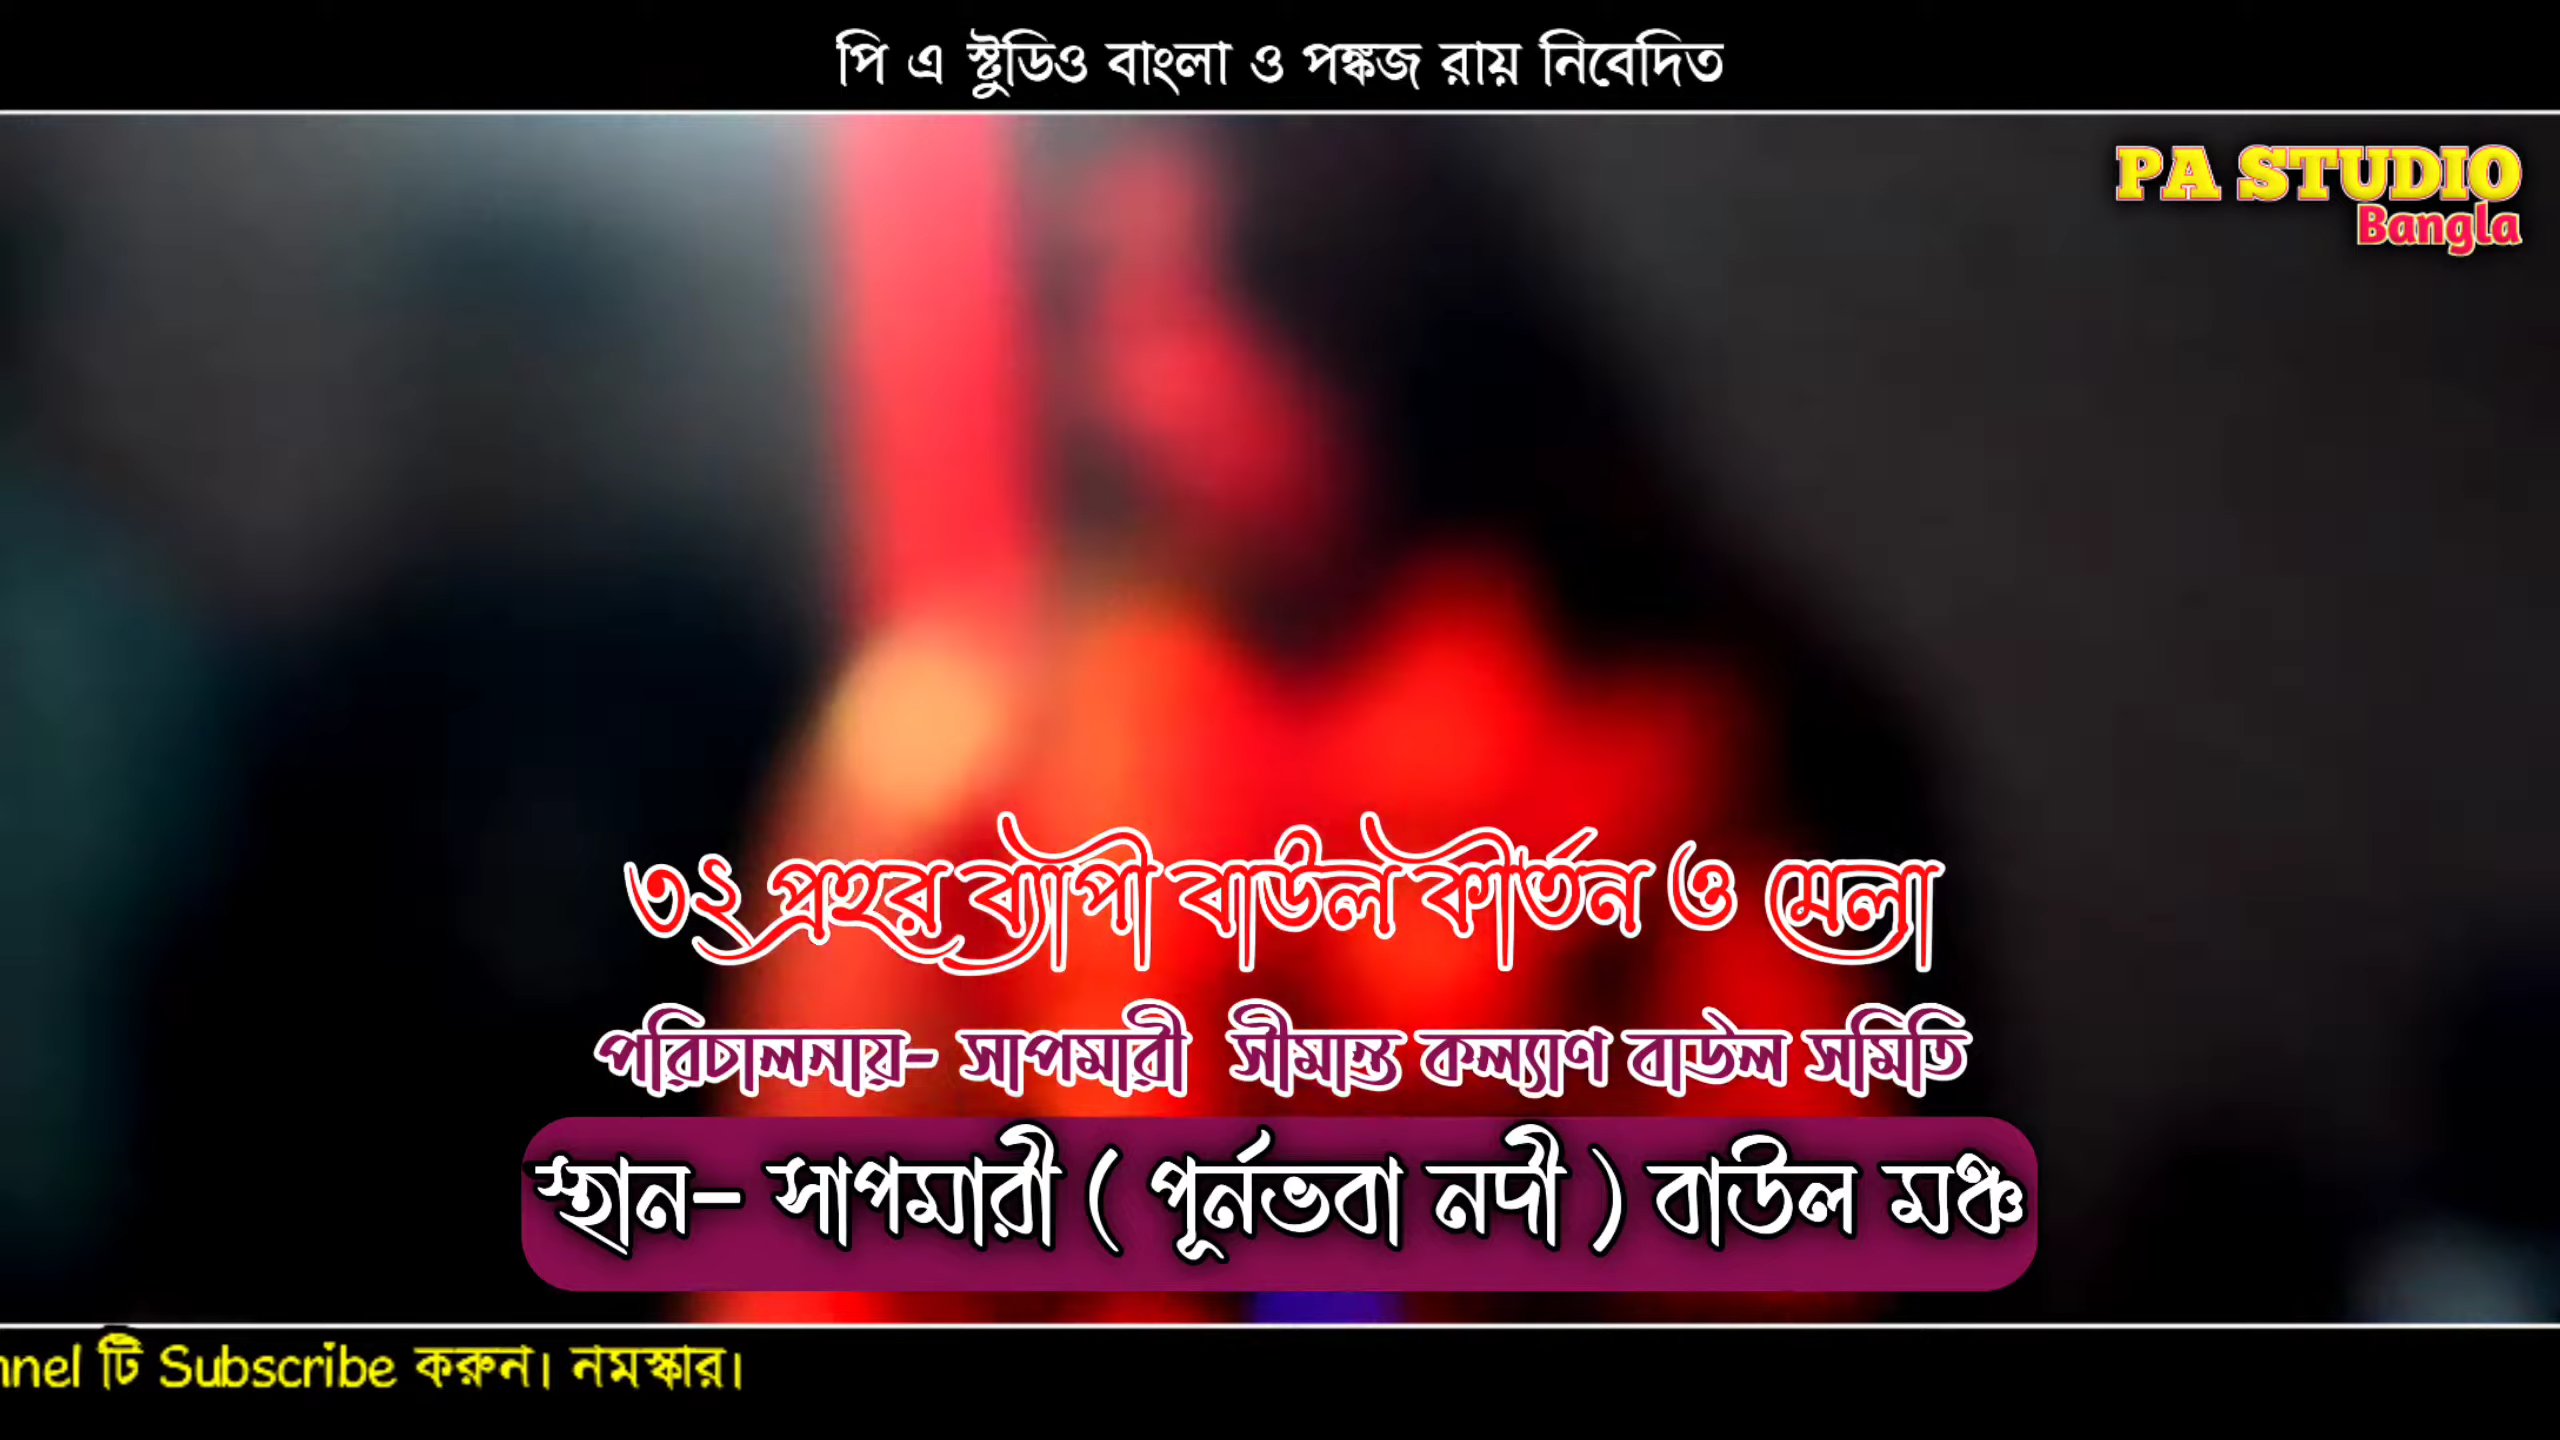 পি এ স্টুডিও বাংলা ও পঙ্কজ রায় নিবেদিত
PA STUDIO
Bangla
৩২ প্রহর ব্যাপী বাউল কীর্তন ও মেলা
পরিচালনায়- সাপমারী সীমান্ত কল্যাণ বাউল সমিতি
স্থান- সাপমারী ( পূর্নভবা নদী ) বাউল মঞ্চ
টি Subscribe করুন। নমস্কার।